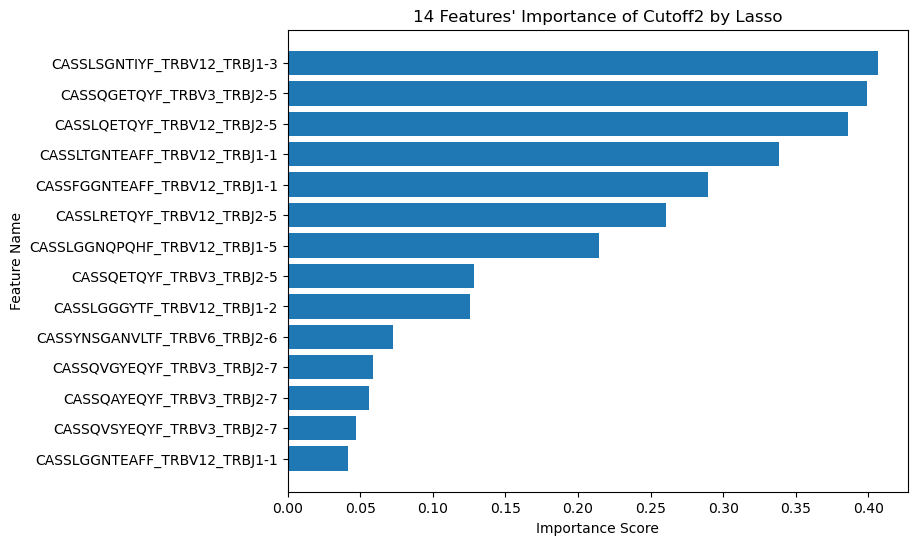 14 Features' Importance of Cutoff2 by Lasso
Feature Name
CASSLSGNTIYF_TRBV12_TRBJ1-3
CASSQGETQYF_TRBV3_TRBJ2-5
CASSLQETQYF_TRBV12_TRBJ2-5
CASSLTGNTEAFF_TRBV12_TRBJ1-1
CASSFGGNTEAFF_TRBV12_TRBJ1-1
CASSLRETQYF_TRBV12_TRBJ2-5
CASSLGGNQPQHF_TRBV12_TRBJ1-5
CASSQETQYF_TRBV3_TRBJ2-5
CASSLGGGYTF_TRBV12_TRBJ1-2
CASSYNSGANVLTF_TRBV6_TRBJ2-6
CASSQVGYEQYF_TRBV3_TRBJ2-7
CASSQAYEQYF_TRBV3_TRBJ2-7
CASSQVSYEQYF_TRBV3_TRBJ2-7
CASSLGGNTEAFF_TRBV12_TRBJ1-1
0.00 0.05 0.10 0.15 0.20 0.25 0.30 0.35 0.40
Importance Score